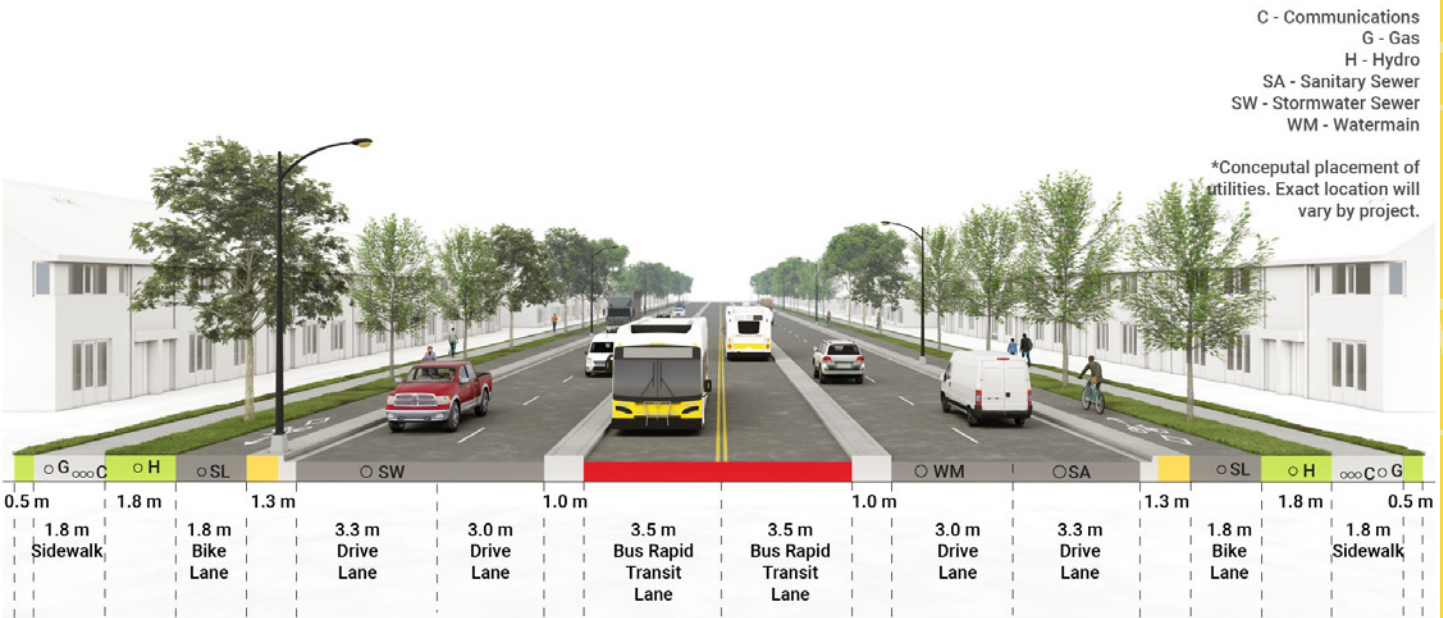 C - Communications
G - Gas
H - Hydro
SA - Sanitary Sewer
SW - Stormwater Sewer
WM - Watermain
*Conceputal placement of
utilities. Exact location will
vary by project.
G C H SL SW WM SA SL H C G
0.5 m 1.8 m 1.3 m 1.0 m 1.0 m 1.3 m 1.8 m 0.5 m
1.8 m
Sidewalk
1.8 m
Bike
Lane
3.3 m
Drive
Lane
3.0 m
Drive
Lane
3.5 m
Bus Rapid
Transit
Lane
3.5 m
Bus Rapid
Transit
Lane
3.0 m
Drive
Lane
3.3 m
Drive
Lane
1.8 m
Bike
Lane
1.8 m
Sidewalk